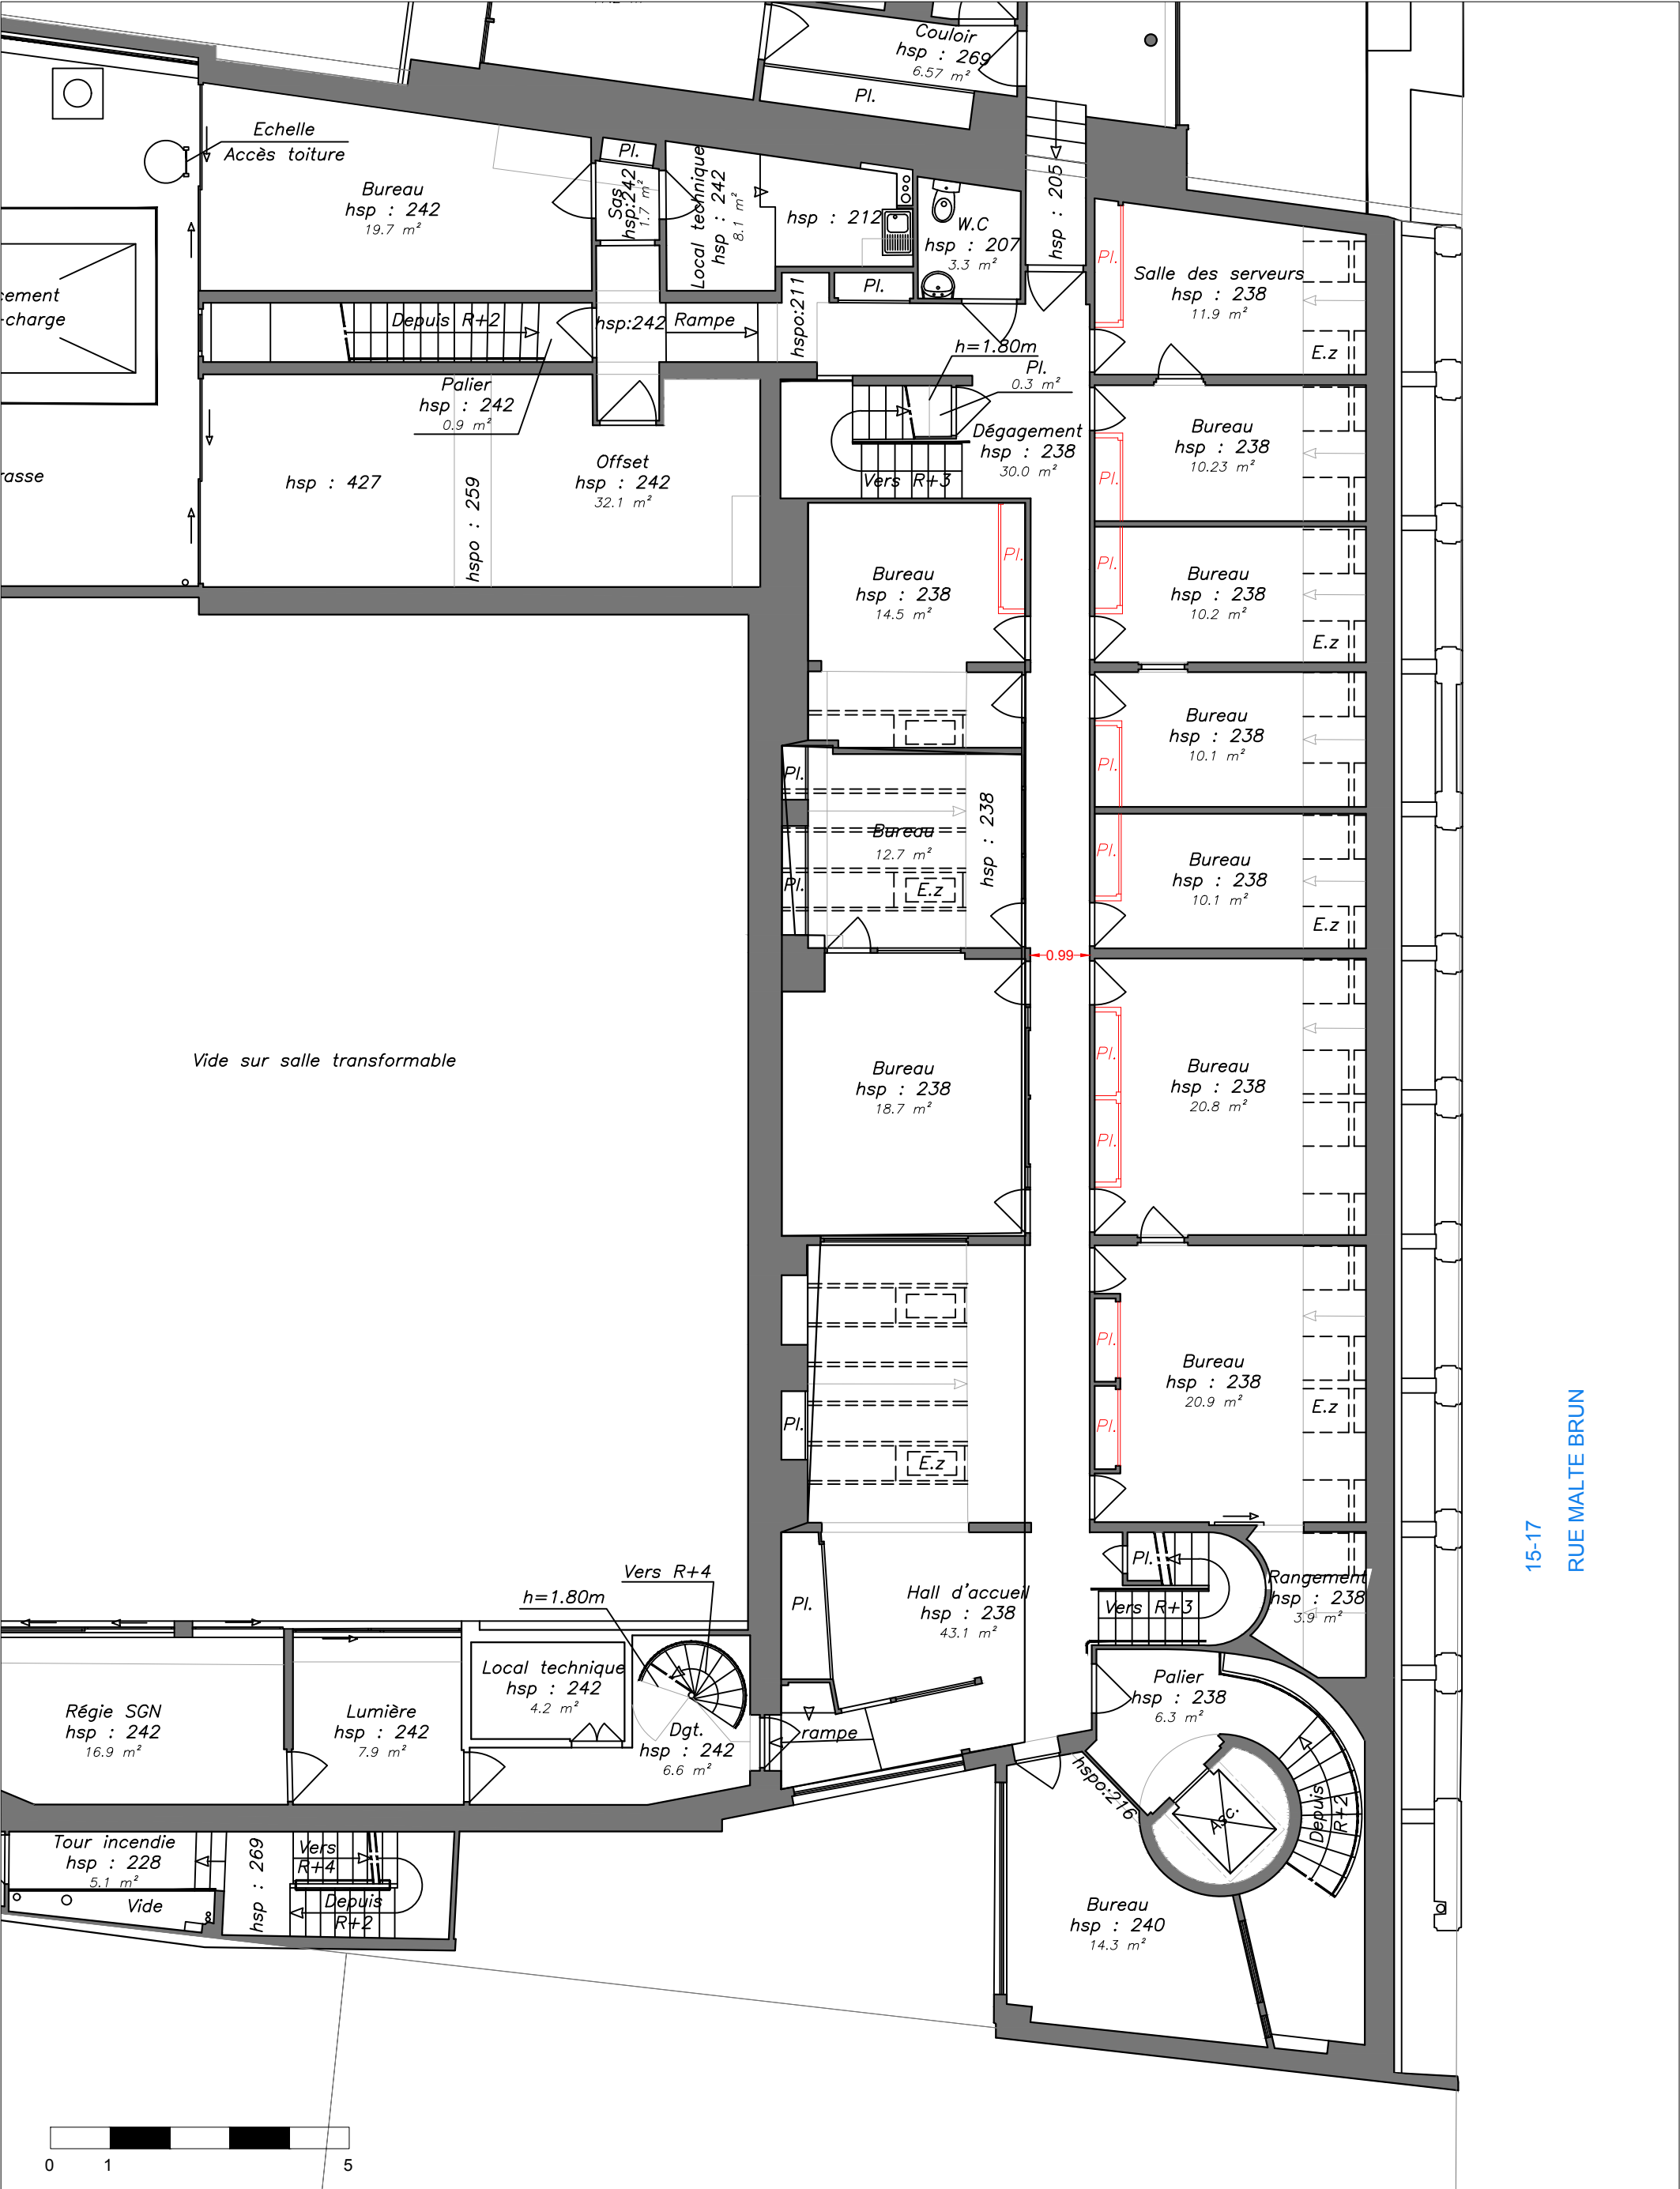 Couloir
hsp : 269
6.57 m²
Pl.
Echelle
Accès toiture
Bureau
hsp : 242
19.7 m²
Pl.
Sas
hsp:242
1.7 m²
Local technique
hsp : 242
8.1 m²
hsp : 212
W.C
hsp : 207
3.3 m²
hsp : 205
Pl.
Salle des serveurs
hsp : 238
11.9 m²
E.z
Pl.
cement
-charge
Depuis R+2
hsp:242
Rampe
hspo:211
h=1.80m
Pl.
0.3 m²
Palier
hsp : 242
0.9 m²
Dégagement
hsp : 238
30.0 m²
Vers R+3
Bureau
hsp : 238
10.23 m²
Pl.
rasse
hsp : 427
hspo : 259
Offset
hsp : 242
32.1 m²
Pl.
Bureau
hsp : 238
14.5 m²
Pl.
Bureau
hsp : 238
10.2 m²
E.z
Bureau
hsp : 238
10.1 m²
Pl.
Pl.
Bureau
12.7 m²
hsp : 238
Pl.
E.z
Pl.
Bureau
hsp : 238
10.1 m²
E.z
0.99
Vide sur salle transformable
Bureau
hsp : 238
18.7 m²
Pl.
Pl.
Bureau
hsp : 238
20.8 m²
Pl.
Pl.
Bureau
hsp : 238
20.9 m²
E.z
Pl.
E.z
15-17
RUE MALTE BRUN
Vers R+4
h=1.80m
Pl.
Hall d'accueil
hsp : 238
43.1 m²
Pl.
Vers R+3
Rangement
hsp : 238
3.9 m²
Régie SGN
hsp : 242
16.9 m²
Lumière
hsp : 242
7.9 m²
Local technique
hsp : 242
4.2 m²
Dgt.
hsp : 242
6.6 m²
rampe
Palier
hsp : 238
6.3 m²
hspo:216
Asc.
Depuis
R+2
Tour incendie
hsp : 228
5.1 m²
Vide
hsp : 269
Vers
R+4
Depuis
R+2
Bureau
hsp : 240
14.3 m²
0 1 5